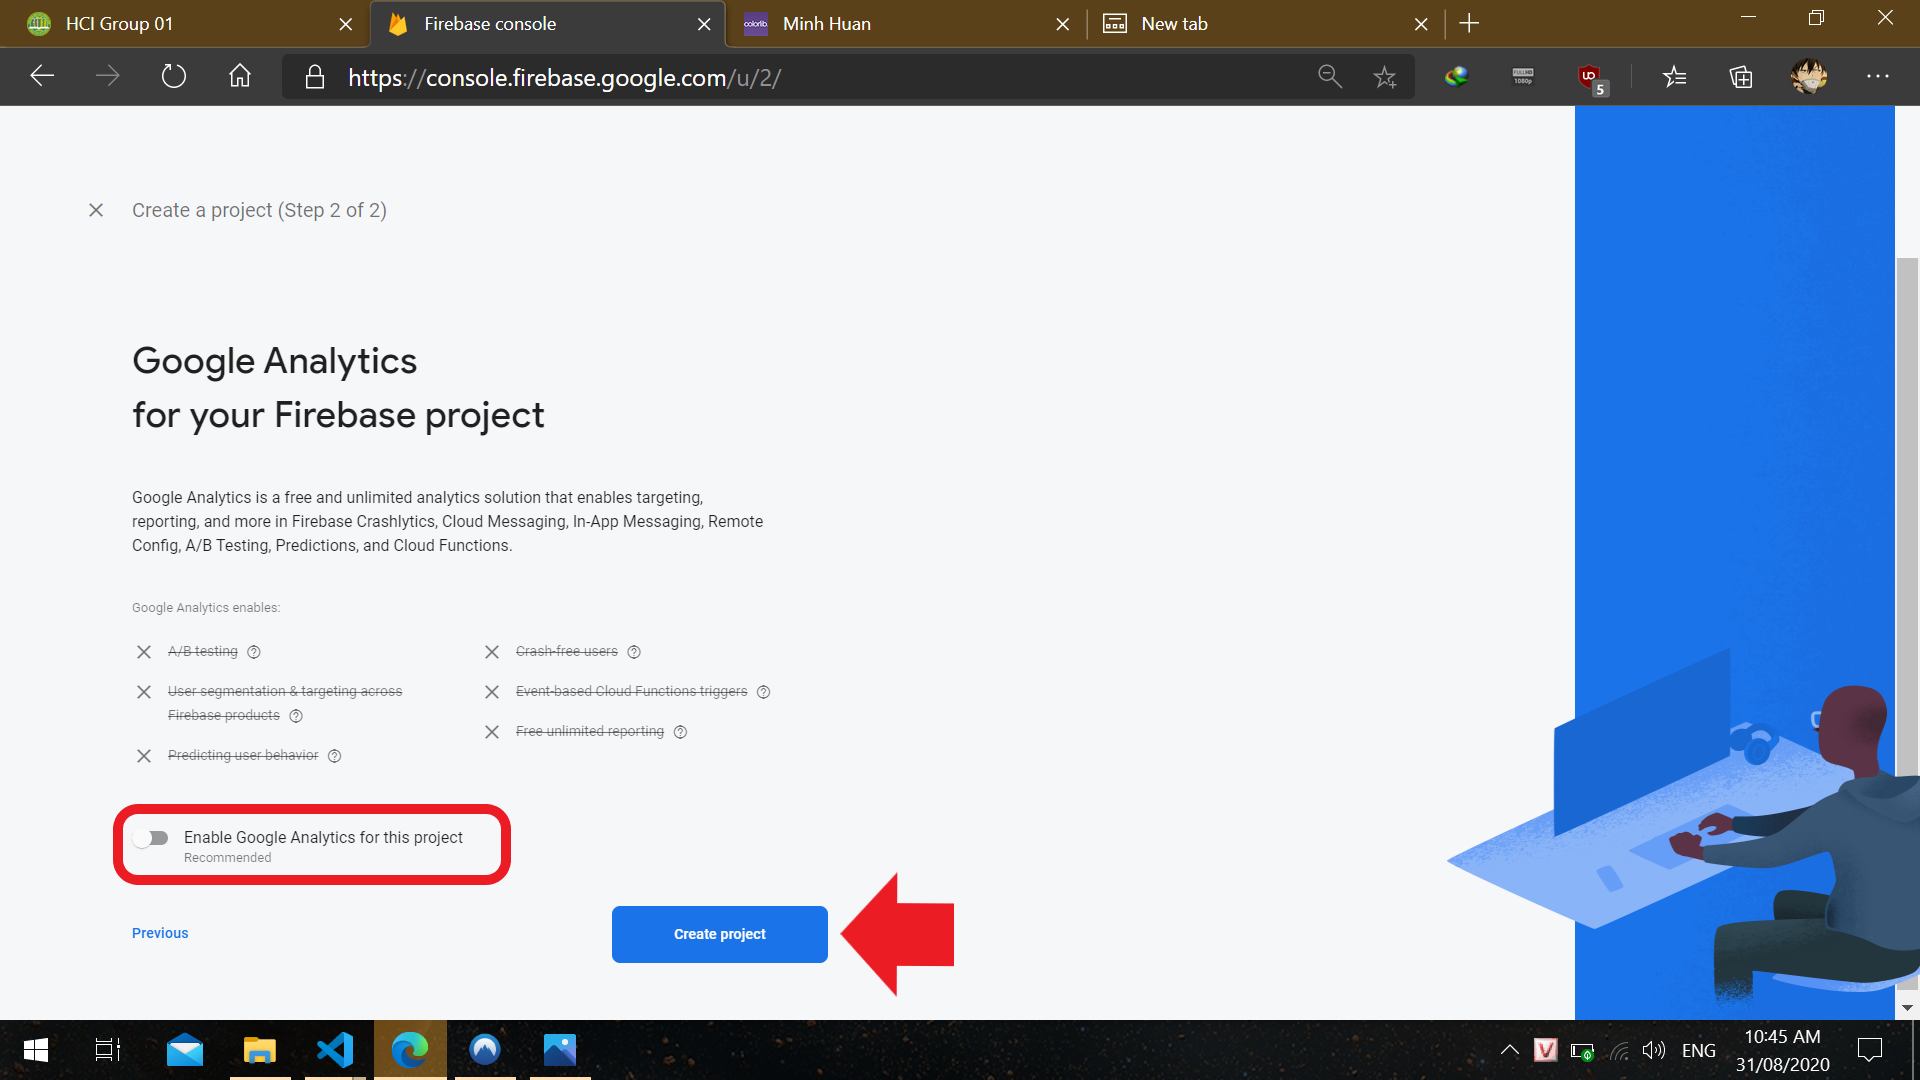 HCI Group 01
Firebase console
colorlib.
Minh Huan
New tab
https://console.firebase.google.com/u/2/
FULLHD
1080p
UO
5
Create a project (Step 2 of 2)
Google Analytics
for your Firebase project
Google Analytics is a free and unlimited analytics solution that enables targeting,
reporting, and more in Firebase Crashlytics, Cloud Messaging, In-App Messaging, Remote
Config, A/B Testing, Predictions, and Cloud Functions.
Google Analytics enables:
A/B testing
Crash-free users
User segmentation & targeting across
Firebase products
Event-based Cloud Functions triggers
Free unlimited reporting
Predicting user behavior
Enable Google Analytics for this project
Recommended
Previous
Create project
V
ENG
10:45 AM
31/08/2020